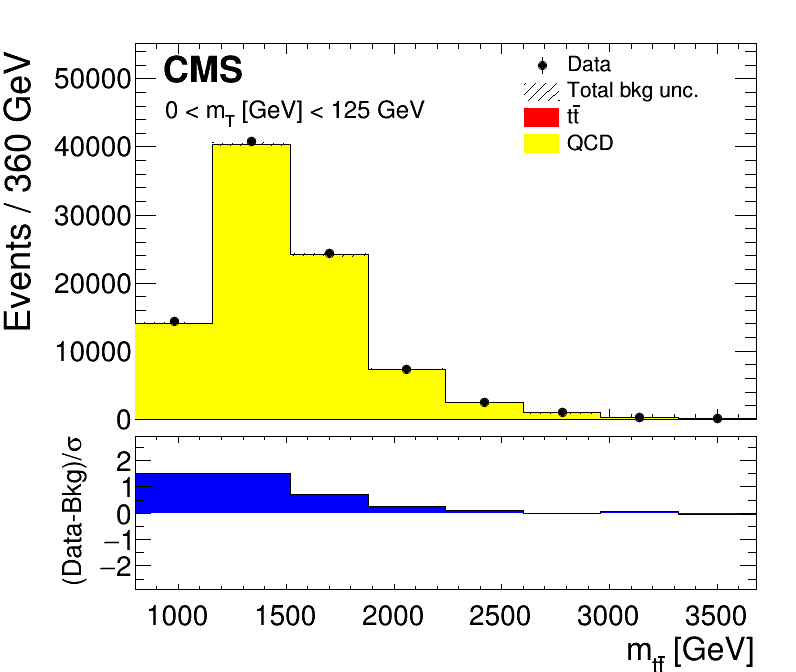 CMS
0 < m_T [GeV] < 125 GeV
Data
Total bkg unc.
tt̄
QCD
Events / 360 GeV
50000
40000
30000
20000
10000
0
(Data-Bkg)/σ
2
1
0
−1
−2
1000 1500 2000 2500 3000 3500
m_tt̄ [GeV]